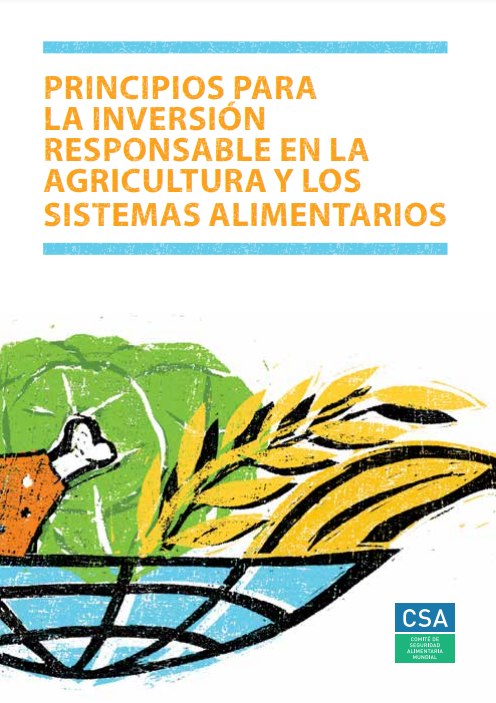 PRINCIPIOS PARA
LA INVERSIÓN
RESPONSABLE EN LA
AGRICULTURA Y LOS
SISTEMAS ALIMENTARIOS
CSA
COMITÉ DE
SEGURIDAD
ALIMENTARIA
MUNDIAL